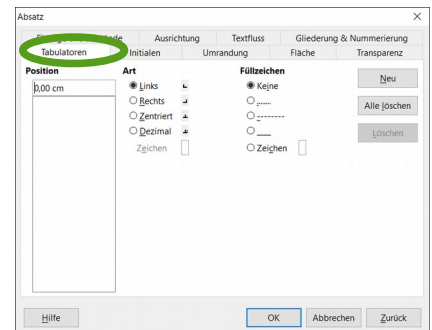 Absatz
Ausrichtung Textfluss Gliederung & Nummerierung
Tabulatoren Initialen Umrandung Fläche Transparenz
Position Art Füllzeichen
0,00 cm Links Keine Neu
Rechts ........
Alle löschen
Zentriert --------
Dezimal ____ Löschen
Zeichen Zeichen
Hilfe OK Abbrechen Zurück